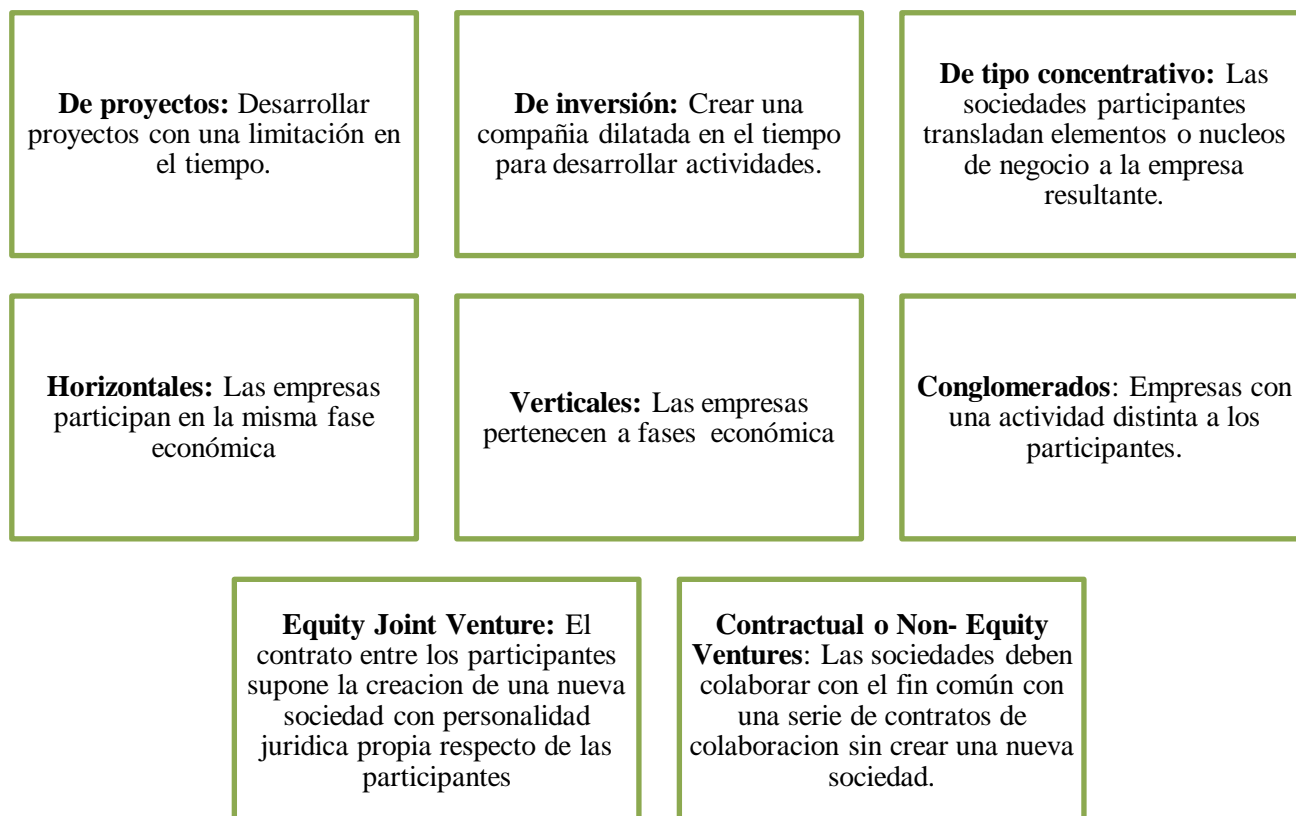 De proyectos: Desarrollar
proyectos con una limitación en
el tiempo.
De inversión: Crear una
compañia dilatada en el tiempo
para desarrollar actividades.
De tipo concentrativo: Las
sociedades participantes
transladan elementos o nucleos
de negocio a la empresa
resultante.
Horizontales: Las empresas
participan en la misma fase
económica
Verticales: Las empresas
pertenecen a fases económica
Conglomerados: Empresas con
una actividad distinta a los
participantes.
Equity Joint Venture: El
contrato entre los participantes
supone la creacion de una nueva
sociedad con personalidad
juridica propia respecto de las
participantes
Contractual o Non- Equity
Ventures: Las sociedades deben
colaborar con el fin común con
una serie de contratos de
colaboracion sin crear una nueva
sociedad.